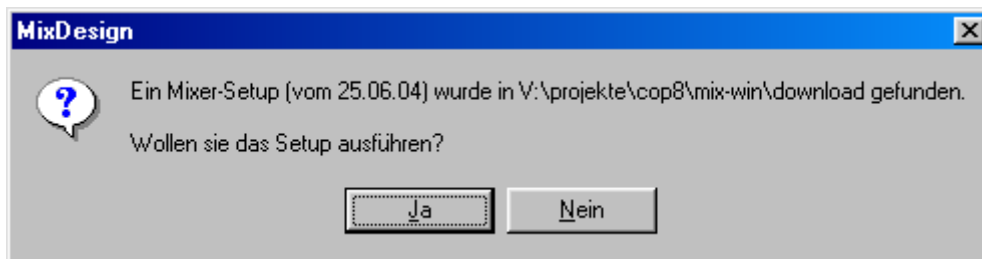 MixDesign
Ein Mixer-Setup (vom 25.06.04) wurde in V:\projekte\cop8\mix-win\download gefunden.
Wollen sie das Setup ausführen?
Ja
Nein